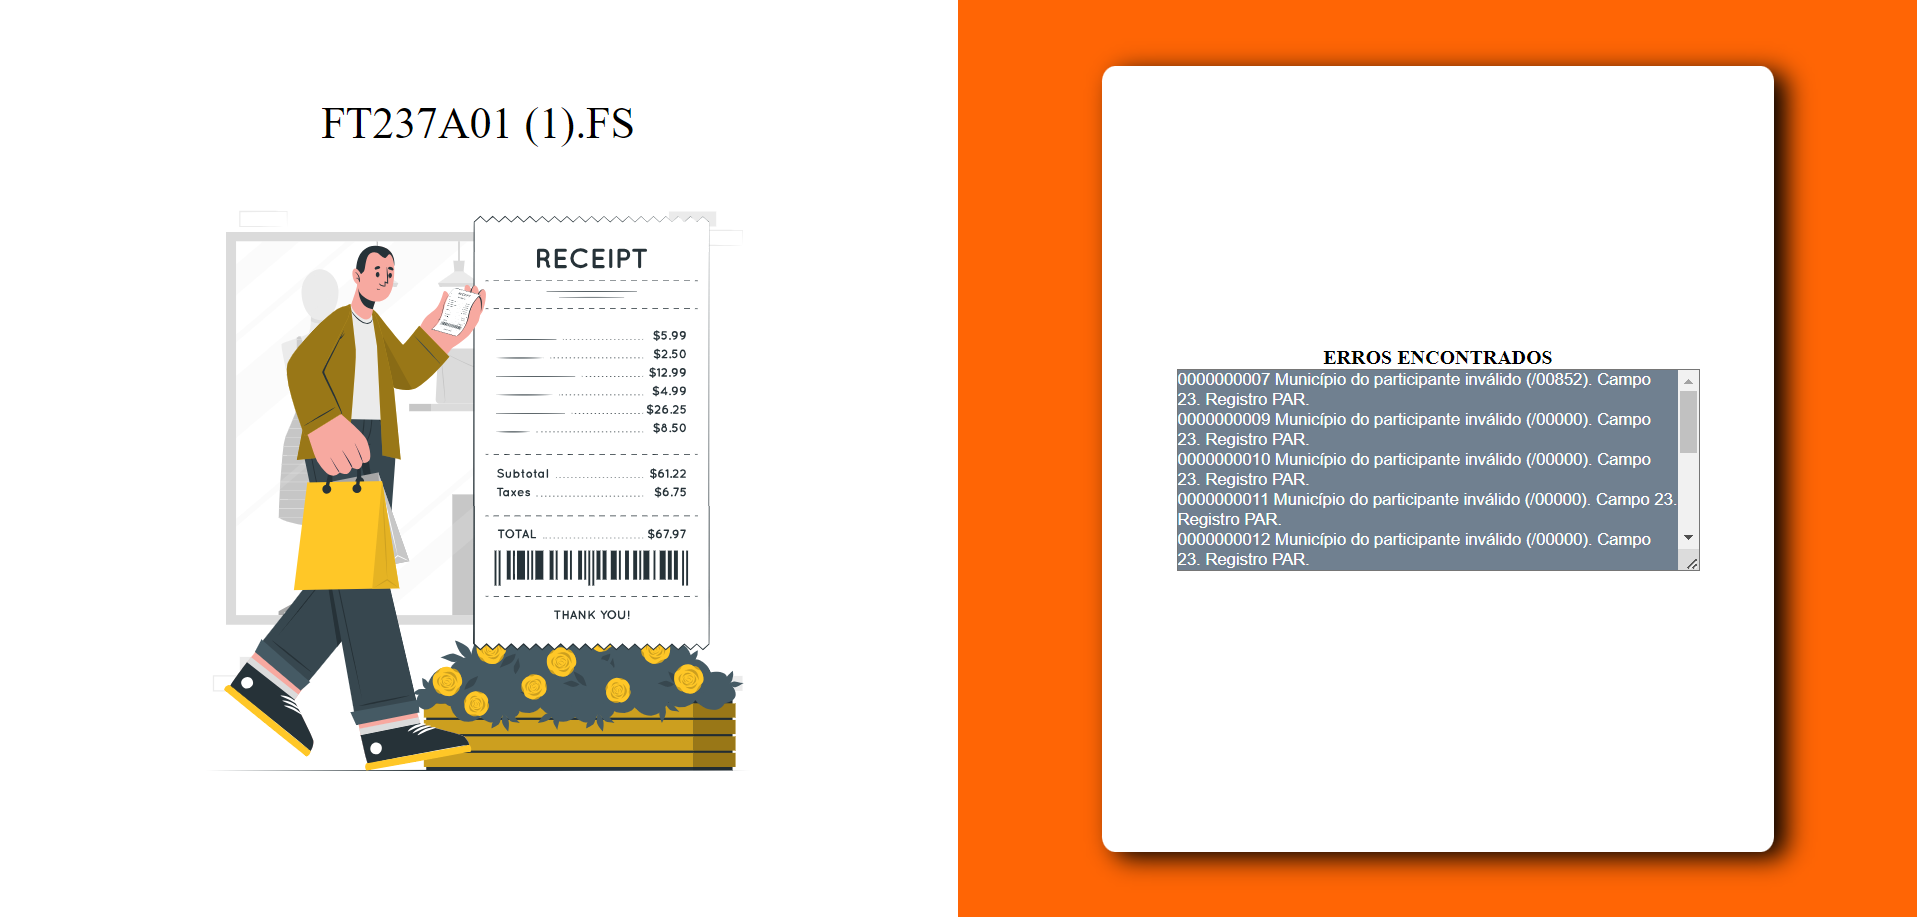 FT237A01 (1).FS
RECEIPT
$5.99
$2.50
$12.99
$4.99
$26.25
$8.50
Subtotal $61.22
Taxes $6.75
TOTAL $67.97
THANK YOU!
ERROS ENCONTRADOS
0000000007 Município do participante inválido (/00852). Campo
23. Registro PAR.
0000000009 Município do participante inválido (/00000). Campo
23. Registro PAR.
0000000010 Município do participante inválido (/00000). Campo
23. Registro PAR.
0000000011 Município do participante inválido (/00000). Campo 23.
Registro PAR.
0000000012 Município do participante inválido (/00000). Campo
23. Registro PAR.